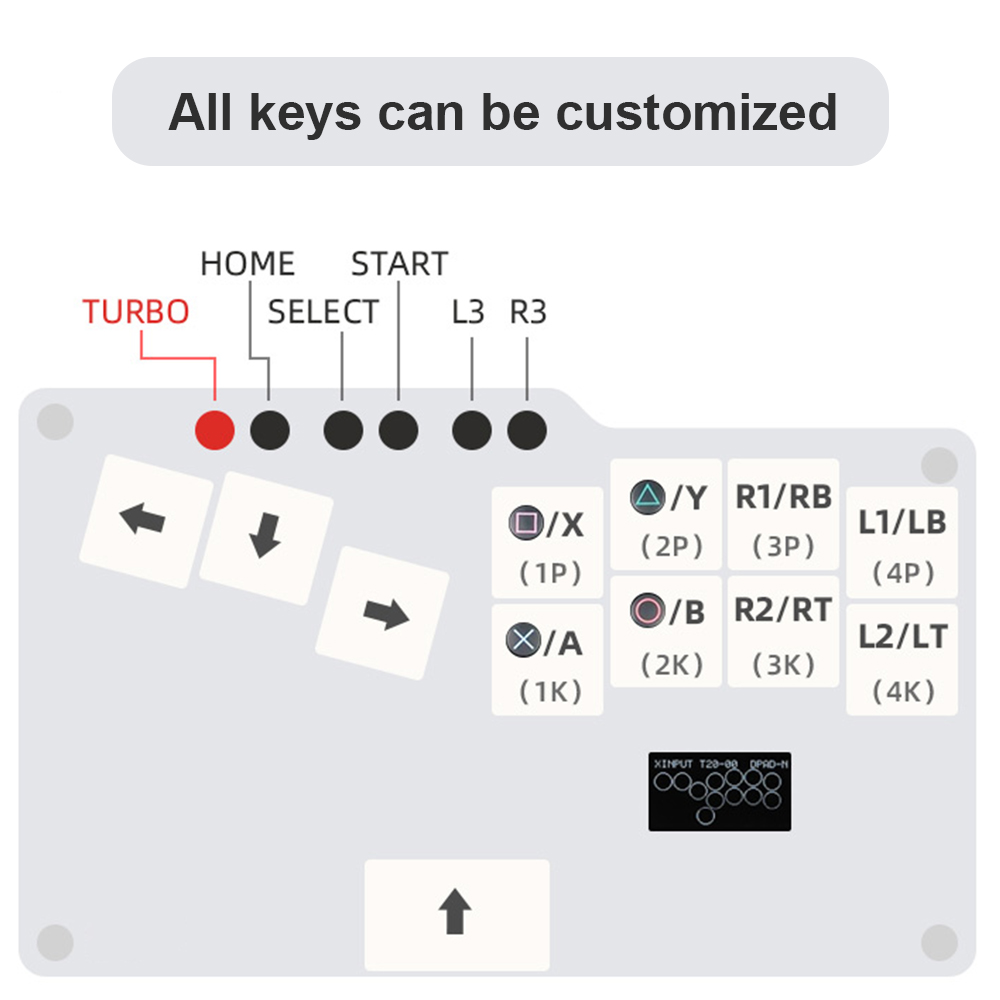 All keys can be customized
HOME START
TURBO SELECT L3 R3
/X /Y R1/RB L1/LB
(1P) (2P) (3P) (4P)
/A /B R2/RT L2/LT
(1K) (2K) (3K) (4K)
XINPUT T20-00 DPAD-N